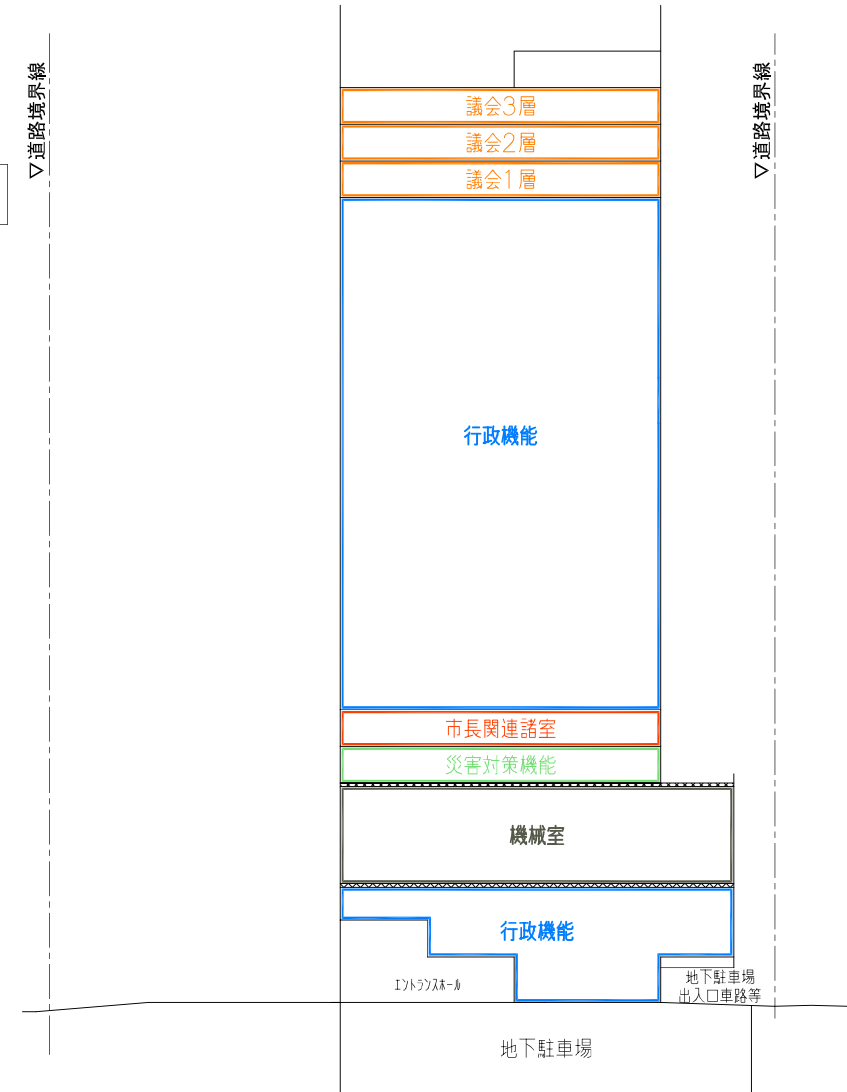 ▽道路境界線
▽道路境界線
議会3層
議会2層
議会1層
行政機能
市長関連諸室
災害対策機能
機械室
行政機能
エントランスホール
地下駐車場
出入口車路等
地下駐車場